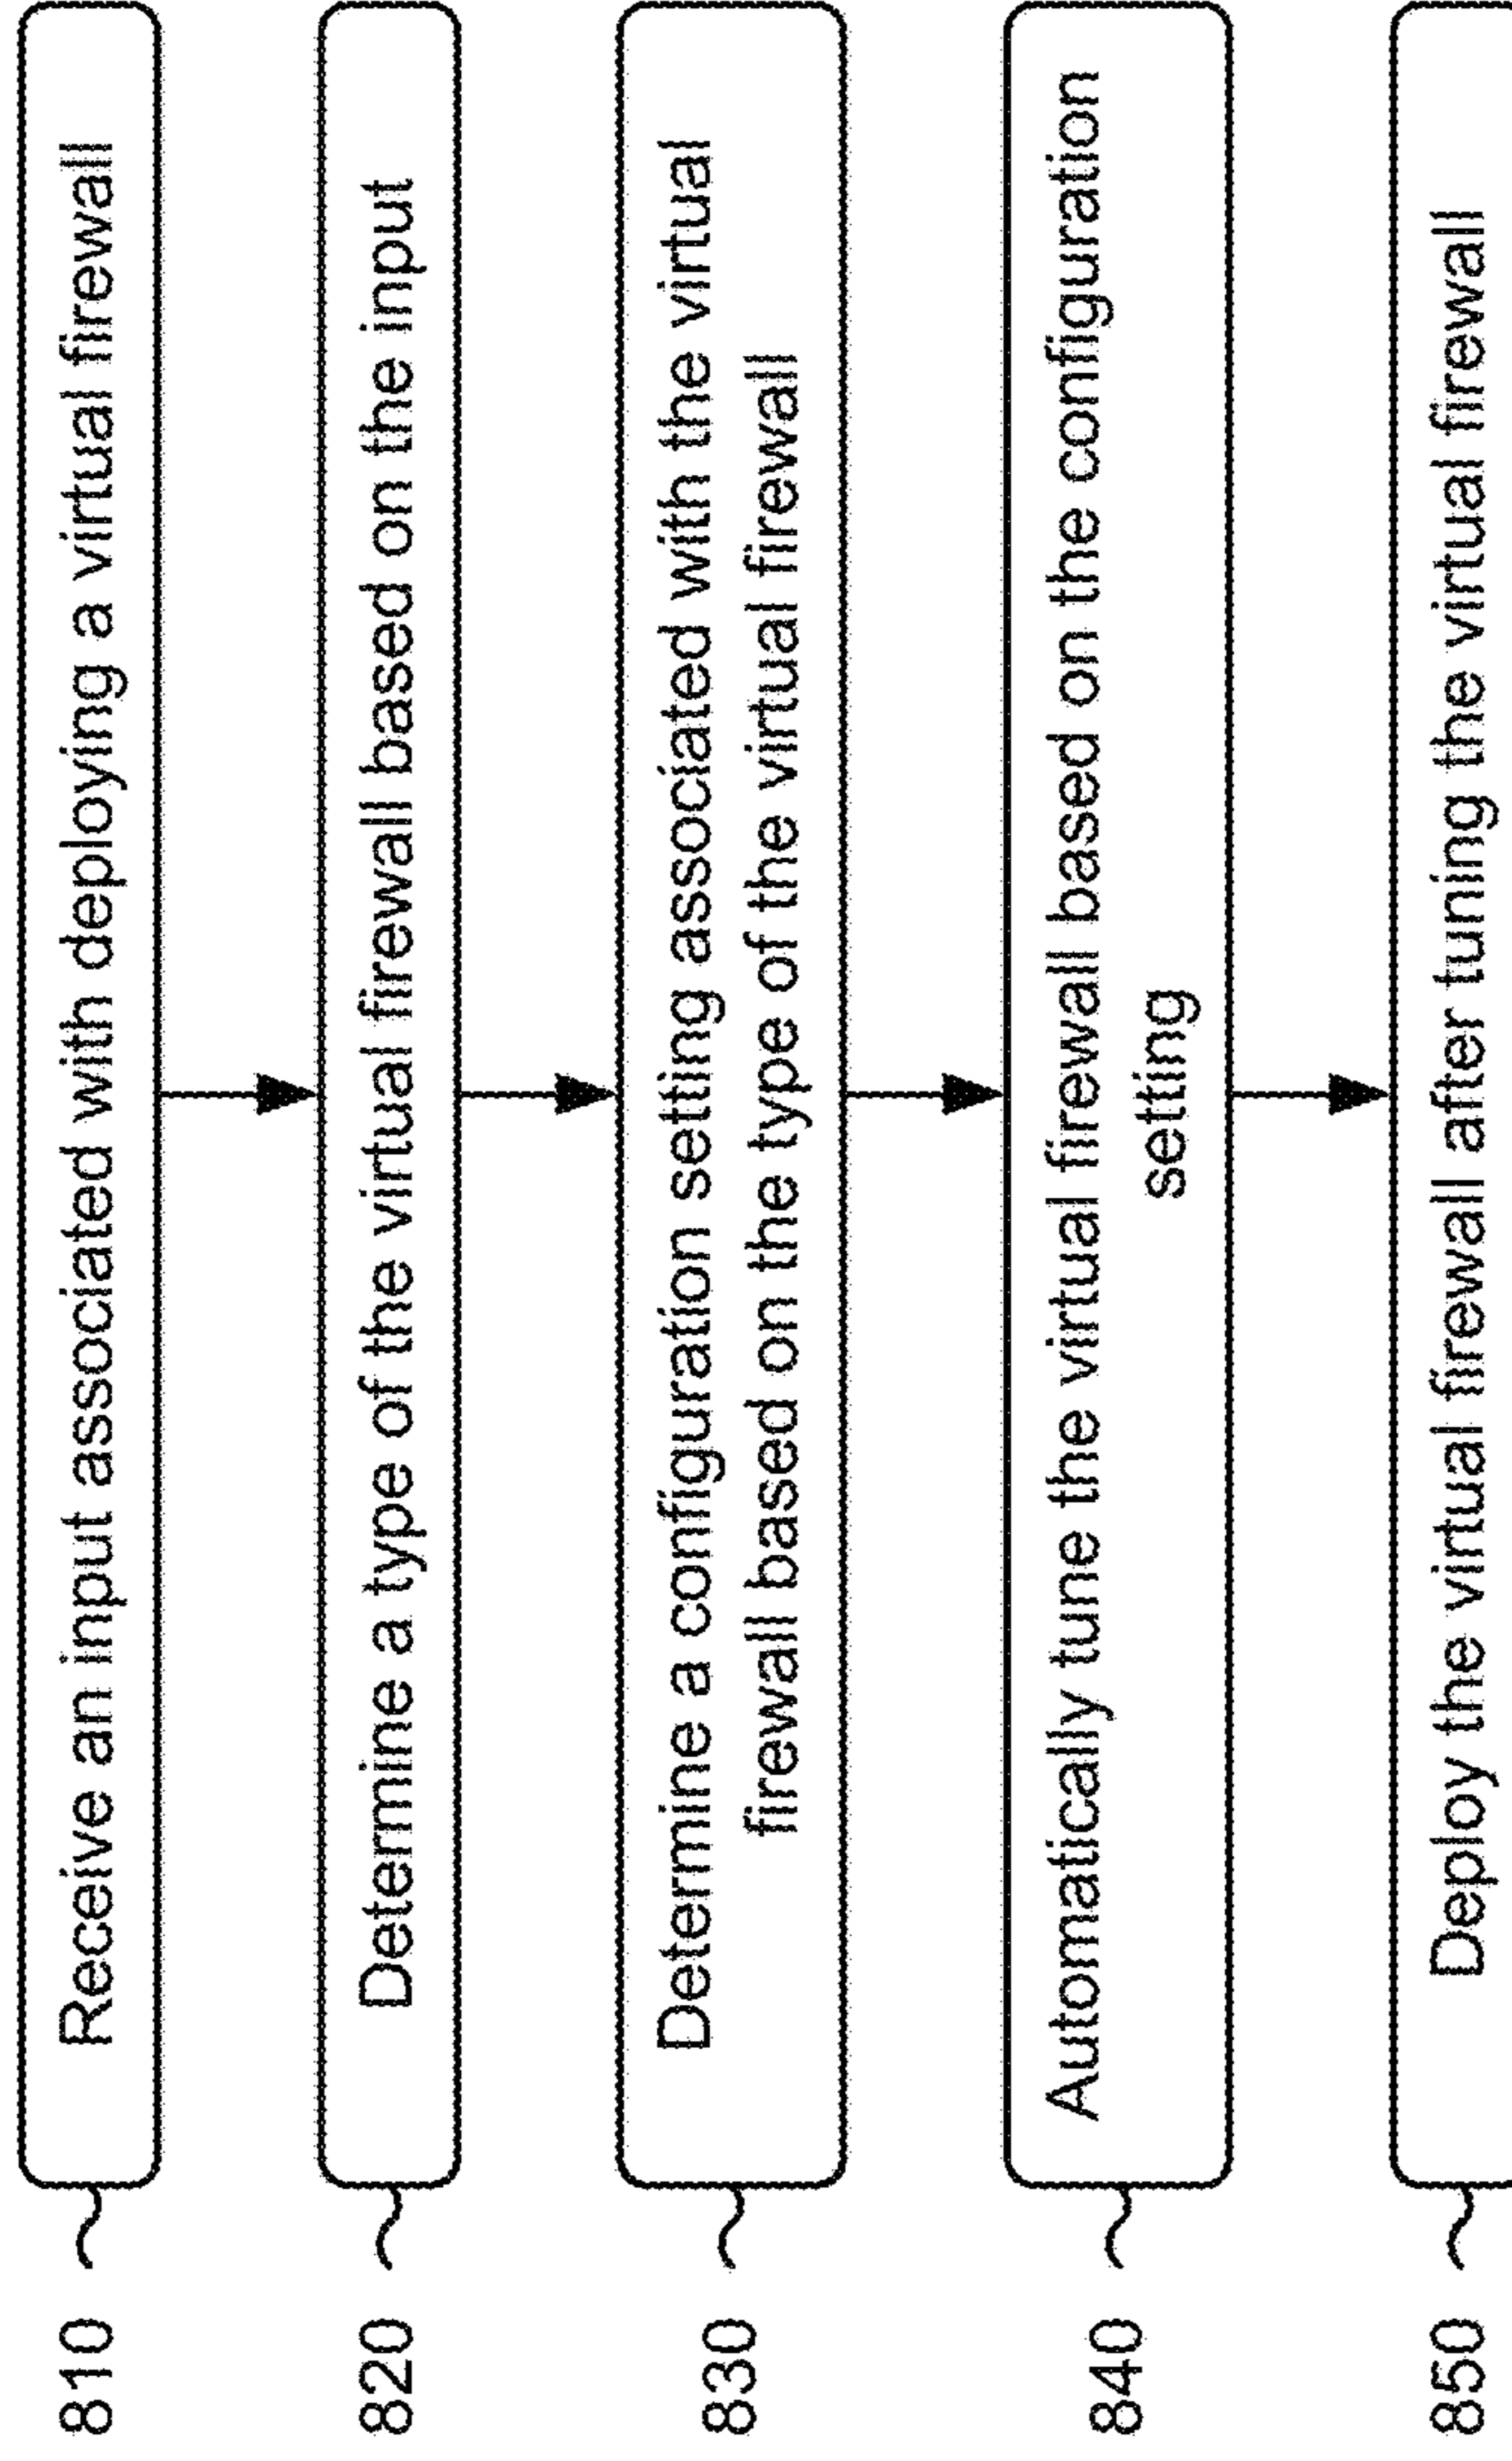 810
Receive an input associated with deploying a virtual firewall
820
Determine a type of the virtual firewall based on the input
830
Determine a configuration setting associated with the virtual
firewall based on the type of the virtual firewall
840
Automatically tune the virtual firewall based on the configuration
setting
850
Deploy the virtual firewall after tuning the virtual firewall